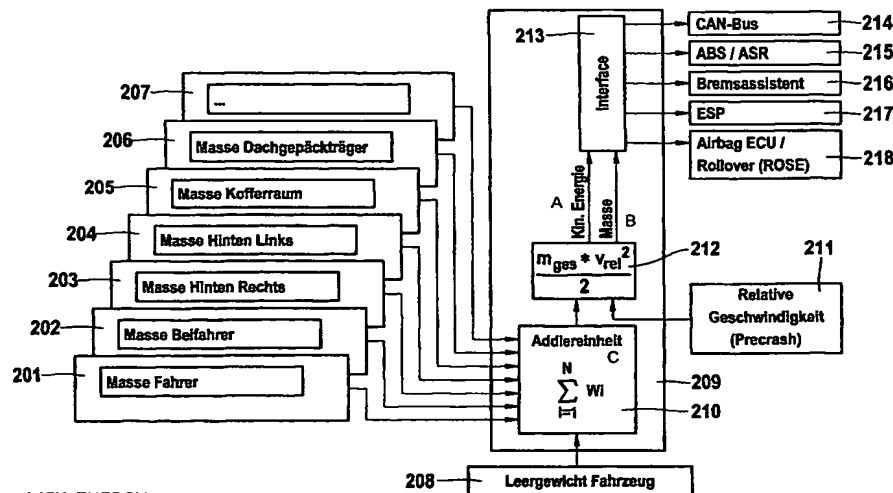 213
CAN-Bus
214
ABS / ASR
215
Bremsassistent
216
ESP
217
Airbag ECU /
Rollover (ROSE)
218
Interface
207
...
206
Masse Dachgepäckträger
205
Masse Kofferraum
204
Masse Hinten Links
203
Masse Hinten Rechts
202
Masse Beifahrer
201
Masse Fahrer
A
Kin. Energie
Masse
B
m_ges * v_rel²
2
212
211
Relative
Geschwindigkeit
(Precrash)
Addiereinheit
C
N
∑ Wi
i=1
209
210
208
Leergewicht Fahrzeug